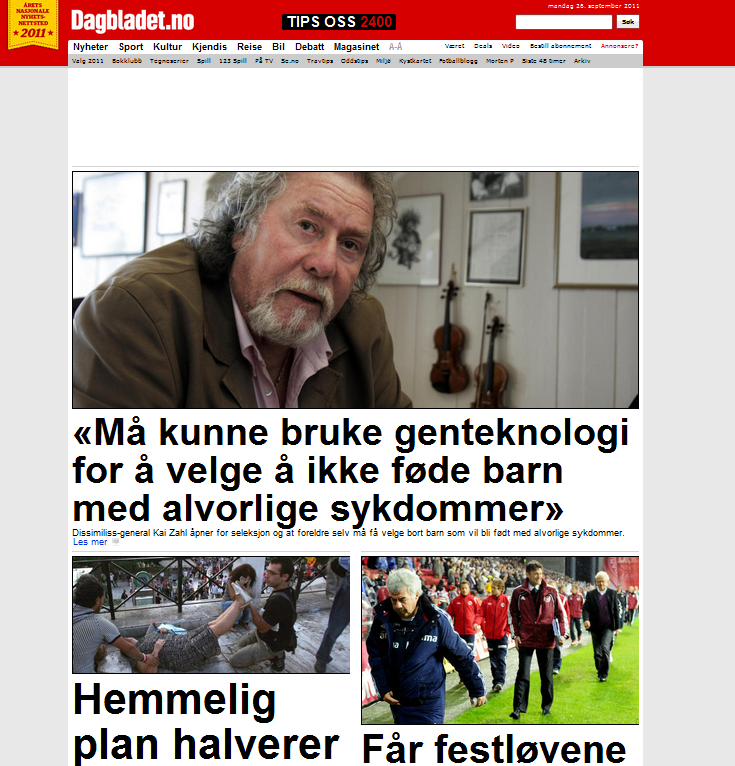 ÅRETS
NASJONALE
NYHETS-
NETTSTED
★ 2011 ★
Dagbladet.no
TIPS OSS 2400
mandag 26. september 2011
Søk
Nyheter Sport Kultur Kjendis Reise Bil Debatt Magasinet A-Å
Været Deals Video Bestill abonnement Annonsere?
Valg 2011 Bokklubb Tegneserier Spill 123 Spill På TV Se.no Travtips Oddstips Miljø Kystkartet Fotballblogg Morten P Siste 48 timer Arkiv
«Må kunne bruke genteknologi
for å velge å ikke føde barn
med alvorlige sykdommer»
Dissimiliss-general Kai Zahl åpner for seleksjon og at foreldre selv må få velge bort barn som vil bli født med alvorlige sykdommer.
Les mer
Hemmelig
plan halverer
Får festløvene